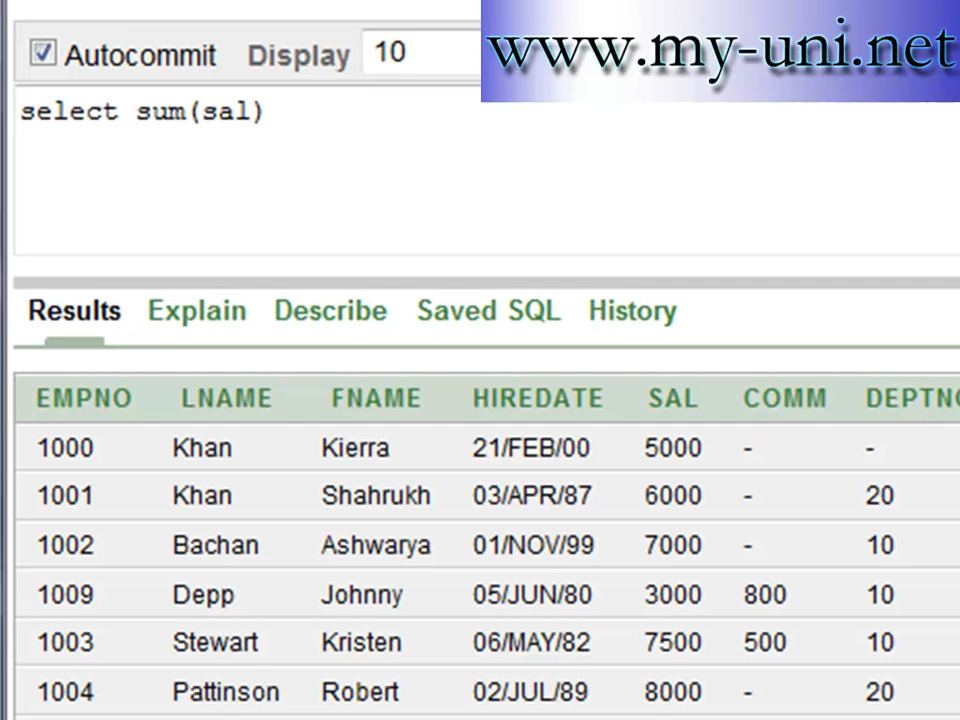 Autocommit Display 10
www.my-uni.net
select sum(sal)
Results Explain Describe Saved SQL History
EMPNO LNAME FNAME HIREDATE SAL COMM DEPTNO
1000 Khan Kierra 21/FEB/00 5000 - -
1001 Khan Shahrukh 03/APR/87 6000 - 20
1002 Bachan Ashwarya 01/NOV/99 7000 - 10
1009 Depp Johnny 05/JUN/80 3000 800 10
1003 Stewart Kristen 06/MAY/82 7500 500 10
1004 Pattinson Robert 02/JUL/89 8000 - 20